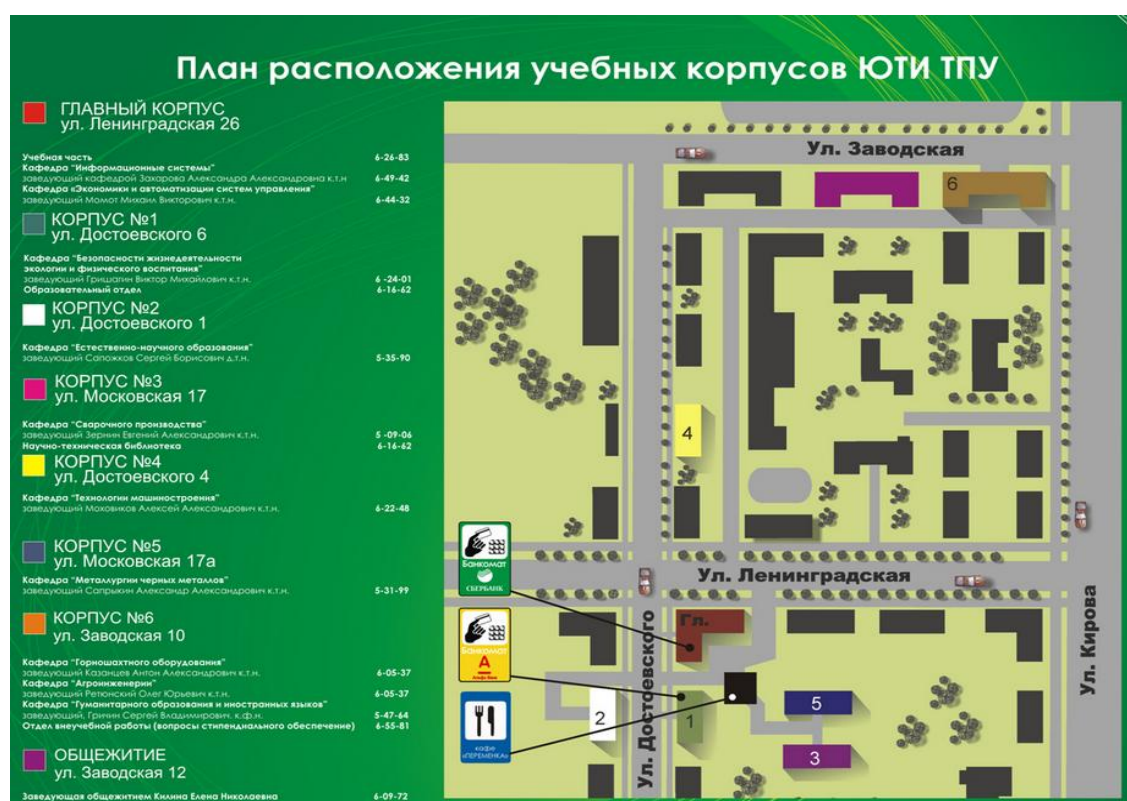 План расположения учебных корпусов ЮТИ ТПУ
ГЛАВНЫЙ КОРПУС
ул. Ленинградская 26
Учебная часть 6-26-83
Кафедра "Информационные системы"
заведующий кафедрой Захарова Александра Александровна к.т.н 6-49-42
Кафедра «Экономики и автоматизации систем управления"
заведующий Момот Михаил Викторович к.т.н. 6-44-32
КОРПУС №1
ул. Достоевского 6
Кафедра "Безопасности жизнедеятельности
экологии и физического воспитания"
заведующий Гришагин Виктор Михайлович к.т.н. 6 -24-01
Образовательный отдел 6-16-62
КОРПУС №2
ул. Достоевского 1
Кафедра "Естественно-научного образования"
заведующий Сапожков Сергей Борисович д.т.н. 5-35-90
КОРПУС №3
ул. Московская 17
Кафедра "Сварочного производства"
заведующий Зернин Евгений Александрович к.т.н. 5 -09-06
Научно-техническая библиотека 6-16-62
КОРПУС №4
ул. Достоевского 4
Кафедра "Технологии машиностроения"
заведующий Моховиков Алексей Александрович к.т.н. 6-22-48
КОРПУС №5
ул. Московская 17а
Кафедра "Металлургии черных металлов"
заведующий Сапрыкин Александр Александрович к.т.н. 5-31-99
КОРПУС №6
ул. Заводская 10
Кафедра "Горношахтного оборудования"
заведующий Казанцев Антон Александрович к.т.н. 6-05-37
Кафедра "Агроинженерии"
заведующий Ретюнский Олег Юрьевич к.т.н. 6-05-37
Кафедра "Гуманитарного образования и иностранных языков"
заведующий, Гричин Сергей Владимирович. к.ф.н. 5-47-64
Отдел внеучебной работы (вопросы стипендиального обеспечение) 6-55-81
ОБЩЕЖИТИЕ
ул. Заводская 12
Заведующая общежитием Килина Елена Николаевна 6-09-72
Ул. Заводская
6
4
Банкомат
СБЕРБАНК
Ул. Ленинградская
Гл.
Банкомат
А
Альфа·Банк
Ул. Достоевского
Ул. Кирова
5
2
1
кафе
«ПЕРЕМЕНКА»
3